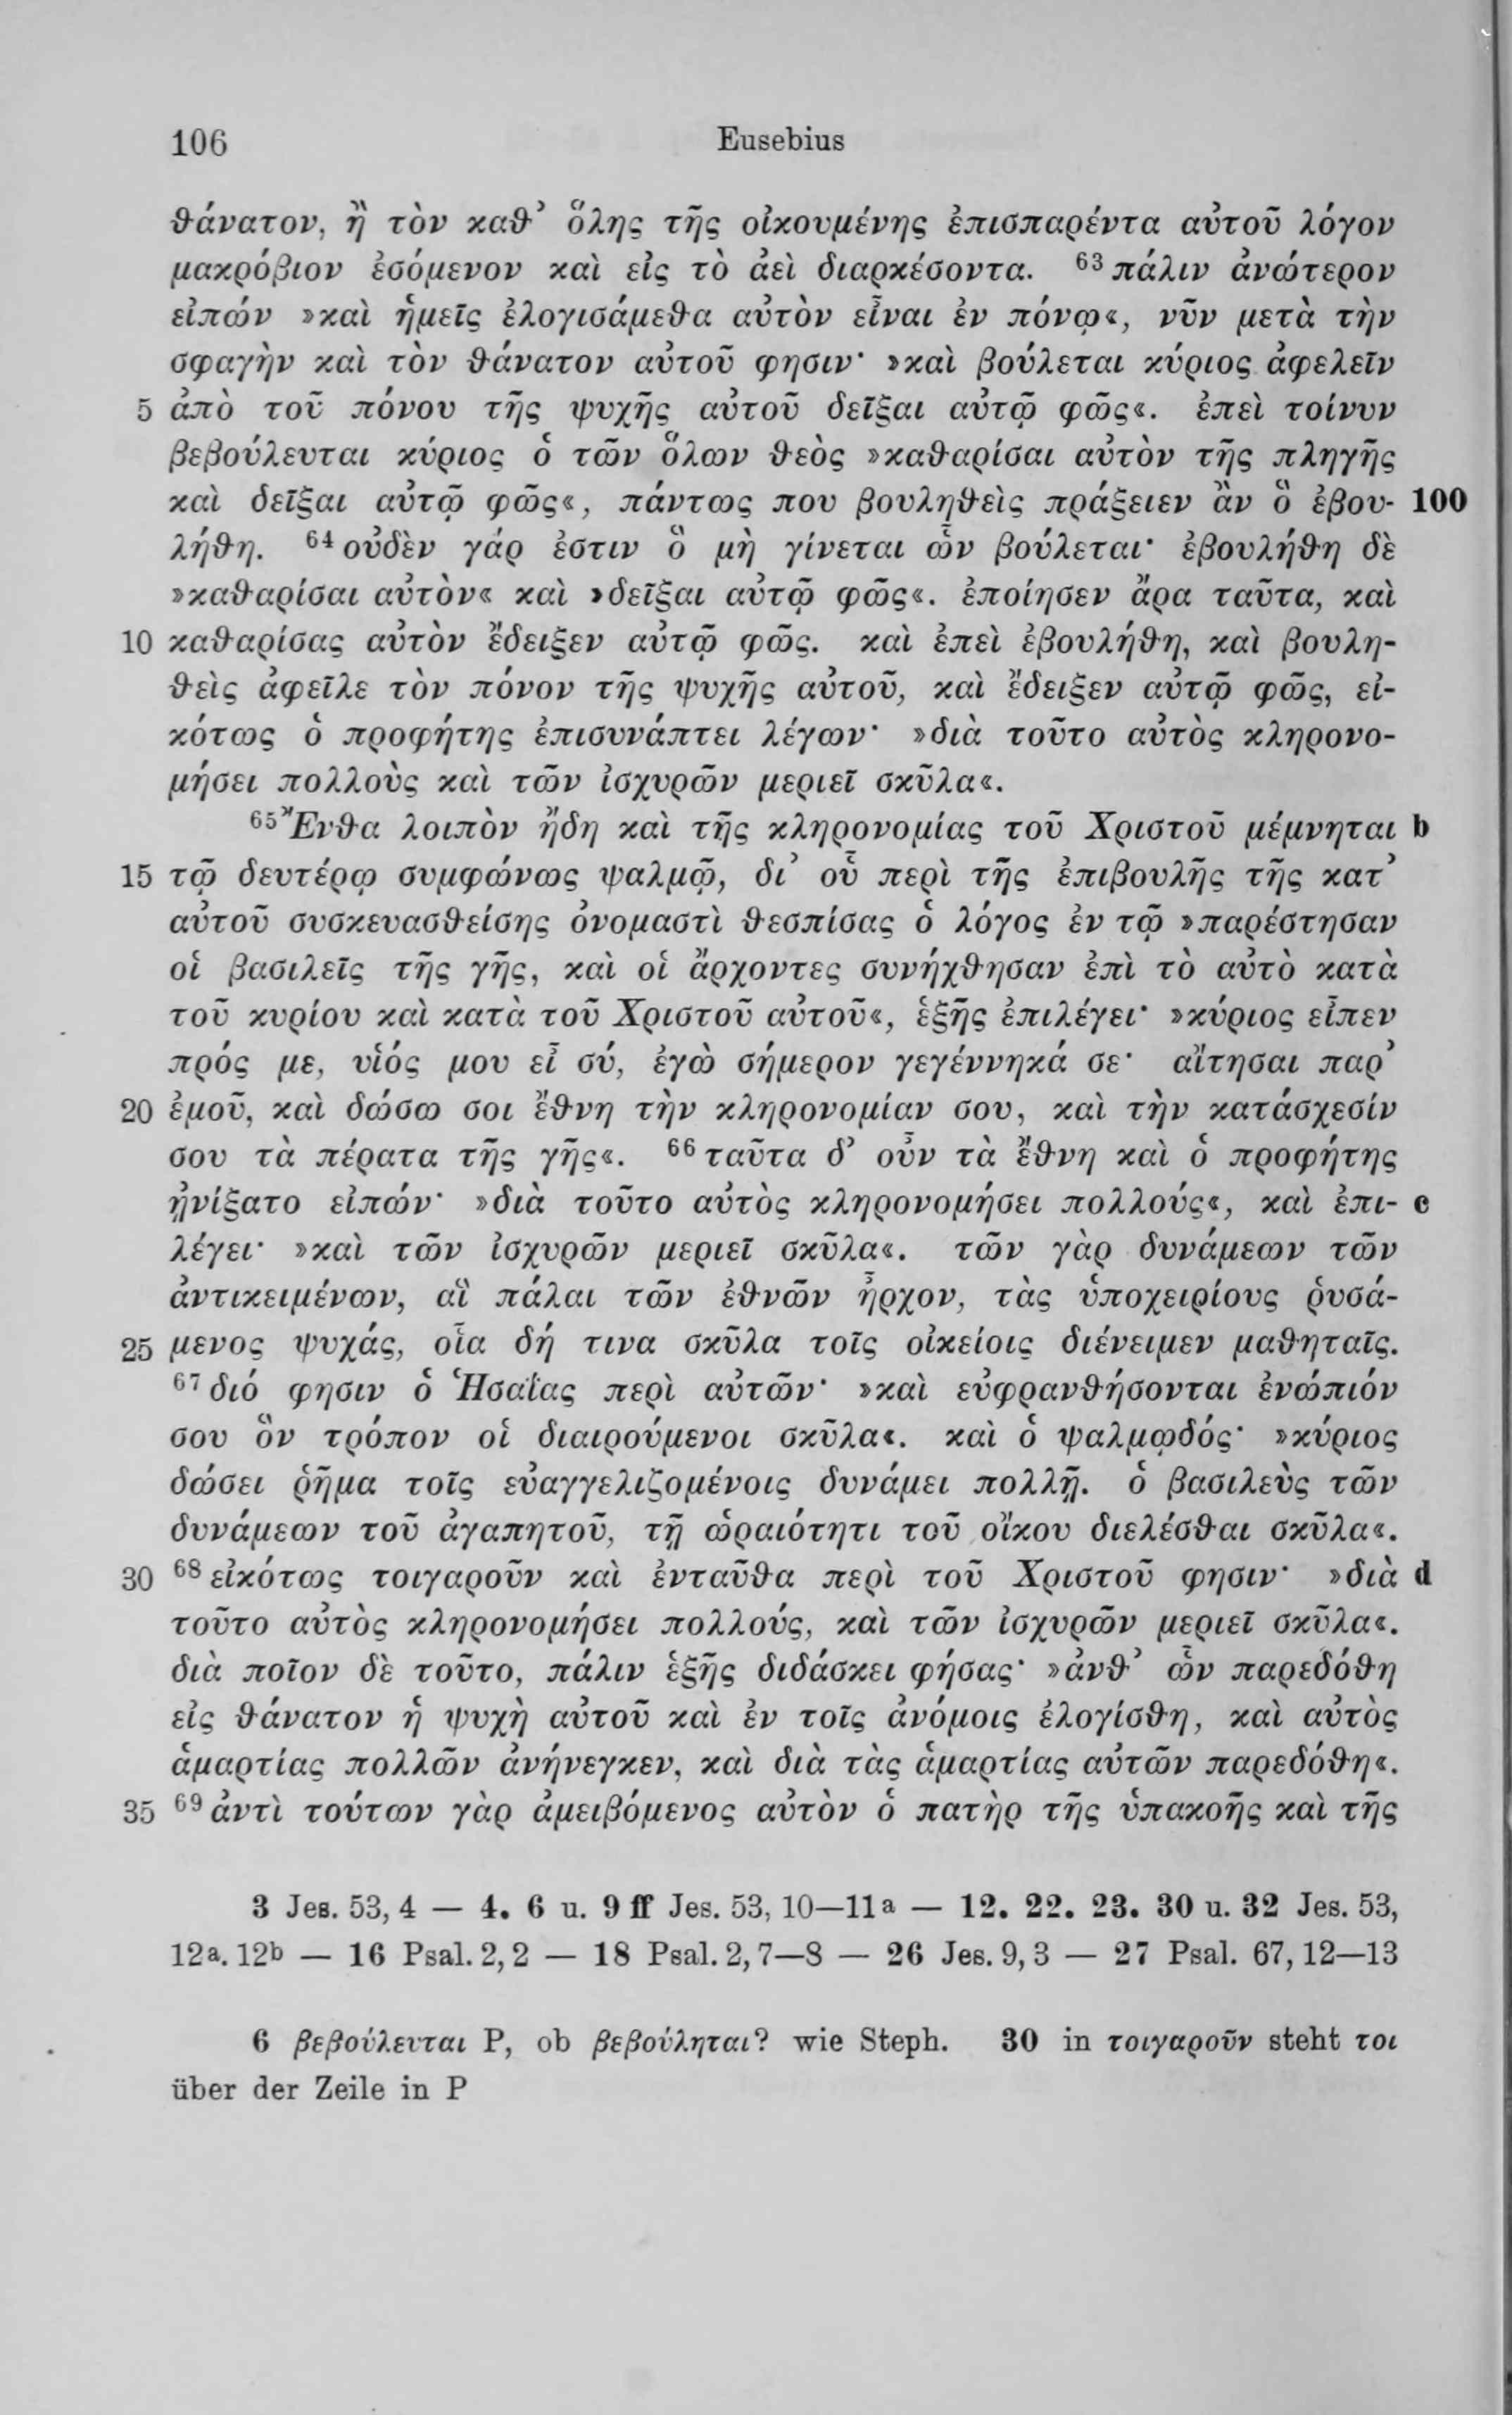 106 Eusebius
θάνατον, ἢ τὸν καθ’ ὅλης τῆς οἰκουμένης ἐπισπαρέντα αὐτοῦ λόγον
μακρόβιον ἐσόμενον καὶ εἰς τὸ ἀεὶ διαρκέσοντα. ⁶³ πάλιν ἀνώτερον
εἰπών »καὶ ἡμεῖς ἐλογισάμεθα αὐτὸν εἶναι ἐν πόνῳ«, νῦν μετὰ τὴν
σφαγὴν καὶ τὸν θάνατον αὐτοῦ φησιν· »καὶ βούλεται κύριος ἀφελεῖν
5 ἀπὸ τοῦ πόνου τῆς ψυχῆς αὐτοῦ δεῖξαι αὐτῷ φῶς«. ἐπεὶ τοίνυν
βεβούλευται κύριος ὁ τῶν ὅλων θεὸς »καθαρίσαι αὐτὸν τῆς πληγῆς
καὶ δεῖξαι αὐτῷ φῶς«, πάντως που βουληθεὶς πράξειεν ἂν ὃ ἐβου- 100
λήθη. ⁶⁴ οὐδὲν γάρ ἐστιν ὃ μὴ γίνεται ὧν βούλεται· ἐβουλήθη δὲ
»καθαρίσαι αὐτὸν« καὶ »δεῖξαι αὐτῷ φῶς«. ἐποίησεν ἄρα ταῦτα, καὶ
10 καθαρίσας αὐτὸν ἔδειξεν αὐτῷ φῶς. καὶ ἐπεὶ ἐβουλήθη, καὶ βουλη-
θεὶς ἀφεῖλε τὸν πόνον τῆς ψυχῆς αὐτοῦ, καὶ ἔδειξεν αὐτῷ φῶς, εἰ-
κότως ὁ προφήτης ἐπισυνάπτει λέγων· »διὰ τοῦτο αὐτὸς κληρονο-
μήσει πολλοὺς καὶ τῶν ἰσχυρῶν μεριεῖ σκῦλα«.
⁶⁵ Ἔνθα λοιπὸν ἤδη καὶ τῆς κληρονομίας τοῦ Χριστοῦ μέμνηται b
15 τῷ δευτέρῳ συμφώνως ψαλμῷ, δι’ οὗ περὶ τῆς ἐπιβουλῆς τῆς κατ’
αὐτοῦ συσκευασθείσης ὀνομαστὶ θεσπίσας ὁ λόγος ἐν τῷ »παρέστησαν
οἱ βασιλεῖς τῆς γῆς, καὶ οἱ ἄρχοντες συνήχθησαν ἐπὶ τὸ αὐτὸ κατὰ
τοῦ κυρίου καὶ κατὰ τοῦ Χριστοῦ αὐτοῦ«, ἑξῆς ἐπιλέγει· »κύριος εἶπεν
πρός με, υἱός μου εἶ σύ, ἐγὼ σήμερον γεγέννηκά σε· αἴτησαι παρ’
20 ἐμοῦ, καὶ δώσω σοι ἔθνη τὴν κληρονομίαν σου, καὶ τὴν κατάσχεσίν
σου τὰ πέρατα τῆς γῆς«. ⁶⁶ ταῦτα δ’ οὖν τὰ ἔθνη καὶ ὁ προφήτης
ᾐνίξατο εἰπών· »διὰ τοῦτο αὐτὸς κληρονομήσει πολλούς«, καὶ ἐπι- c
λέγει· »καὶ τῶν ἰσχυρῶν μεριεῖ σκῦλα«. τῶν γὰρ δυνάμεων τῶν
ἀντικειμένων, αἳ πάλαι τῶν ἐθνῶν ἦρχον, τὰς ὑποχειρίους ῥυσά-
25 μενος ψυχάς, οἷα δή τινα σκῦλα τοῖς οἰκείοις διένειμεν μαθηταῖς.
⁶⁷ διό φησιν ὁ Ἡσαΐας περὶ αὐτῶν· »καὶ εὐφρανθήσονται ἐνώπιόν
σου ὃν τρόπον οἱ διαιρούμενοι σκῦλα«. καὶ ὁ ψαλμῳδός· »κύριος
δώσει ῥῆμα τοῖς εὐαγγελιζομένοις δυνάμει πολλῇ. ὁ βασιλεὺς τῶν
δυνάμεων τοῦ ἀγαπητοῦ, τῇ ὡραιότητι τοῦ οἴκου διελέσθαι σκῦλα«.
30 ⁶⁸ εἰκότως τοιγαροῦν καὶ ἐνταῦθα περὶ τοῦ Χριστοῦ φησιν· »διὰ d
τοῦτο αὐτὸς κληρονομήσει πολλούς, καὶ τῶν ἰσχυρῶν μεριεῖ σκῦλα«.
διὰ ποῖον δὲ τοῦτο, πάλιν ἑξῆς διδάσκει φήσας· »ἀνθ’ ὧν παρεδόθη
εἰς θάνατον ἡ ψυχὴ αὐτοῦ καὶ ἐν τοῖς ἀνόμοις ἐλογίσθη, καὶ αὐτὸς
ἁμαρτίας πολλῶν ἀνήνεγκεν, καὶ διὰ τὰς ἁμαρτίας αὐτῶν παρεδόθη«.
35 ⁶⁹ ἀντὶ τούτων γὰρ ἀμειβόμενος αὐτὸν ὁ πατὴρ τῆς ὑπακοῆς καὶ τῆς
3 Jes. 53, 4 — 4. 6 u. 9 ff Jes. 53, 10—11ᵃ — 12. 22. 23. 30 u. 32 Jes. 53,
12ᵃ. 12ᵇ — 16 Psal. 2, 2 — 18 Psal. 2, 7—8 — 26 Jes. 9, 3 — 27 Psal. 67, 12—13
6 βεβούλευται P, ob βεβούληται? wie Steph. 30 in τοιγαροῦν steht τοι
über der Zeile in P